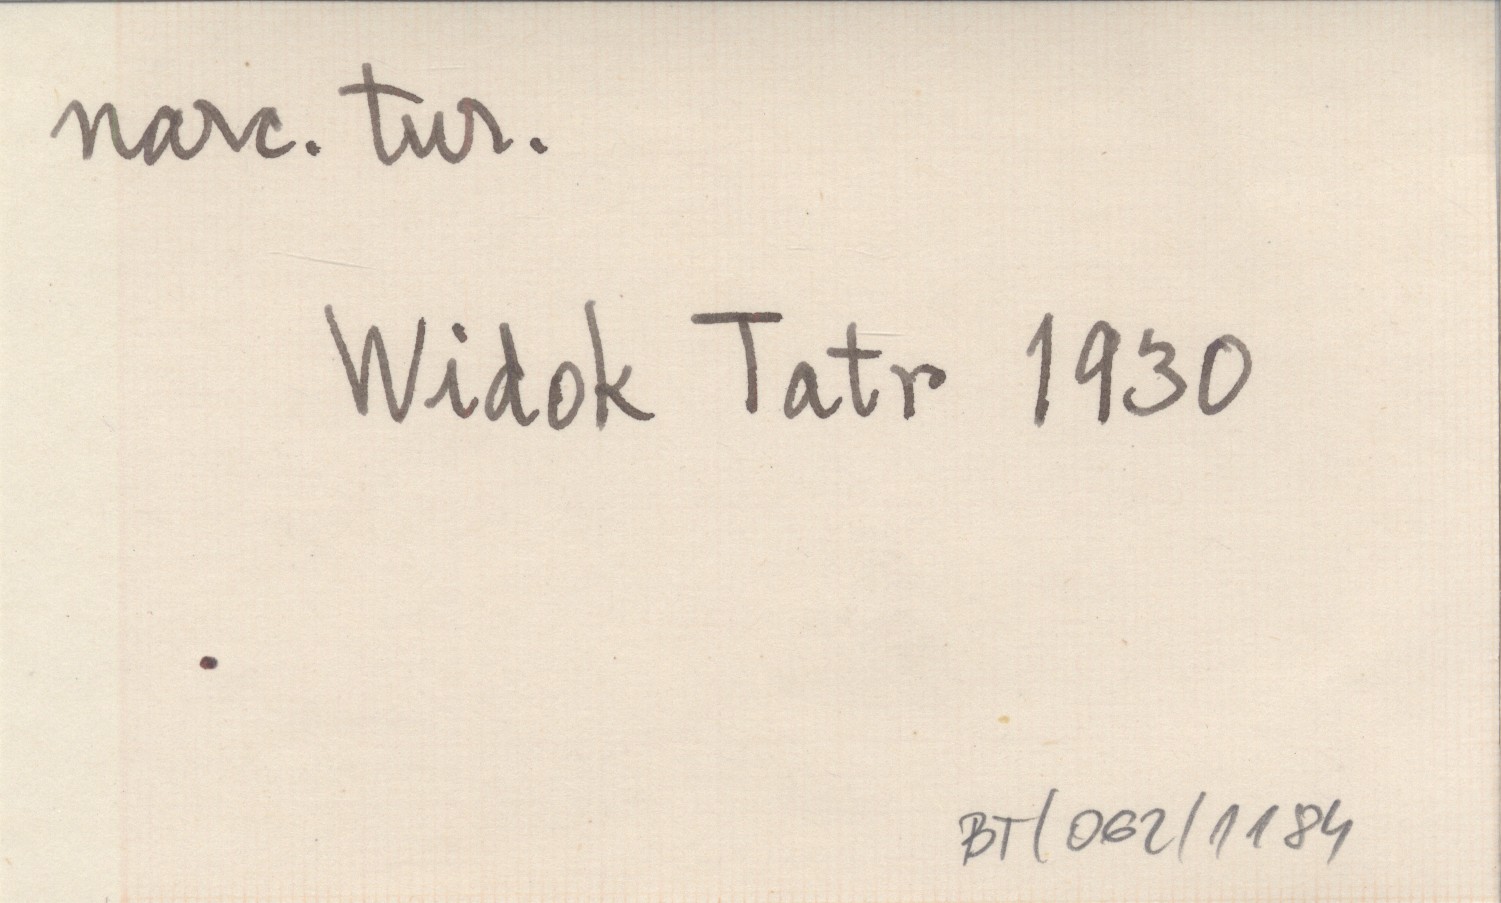 narc. tur.
Widok Tatr 1930
BT/062/1184